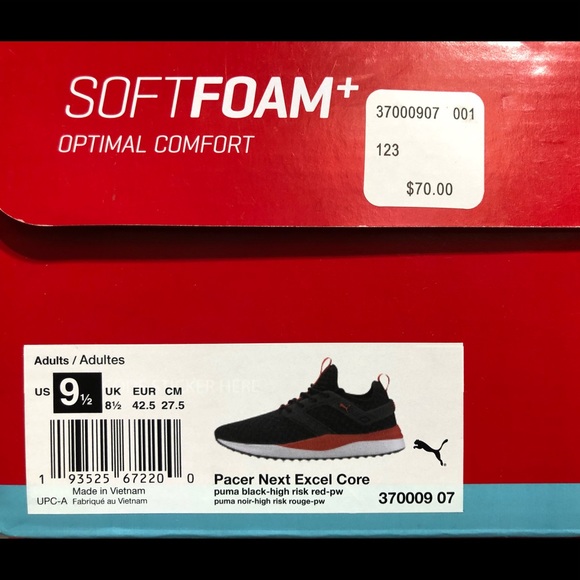 SOFTFOAM+
OPTIMAL COMFORT
37000907 001
123
$70.00
Adults / Adultes
US 9½ UK 8½ EUR 42.5 CM 27.5
1 93525 67220 0
UPC-A Made in Vietnam
Fabriqué au Vietnam
Pacer Next Excel Core
puma black-high risk red-pw
puma noir-high risk rouge-pw
370009 07